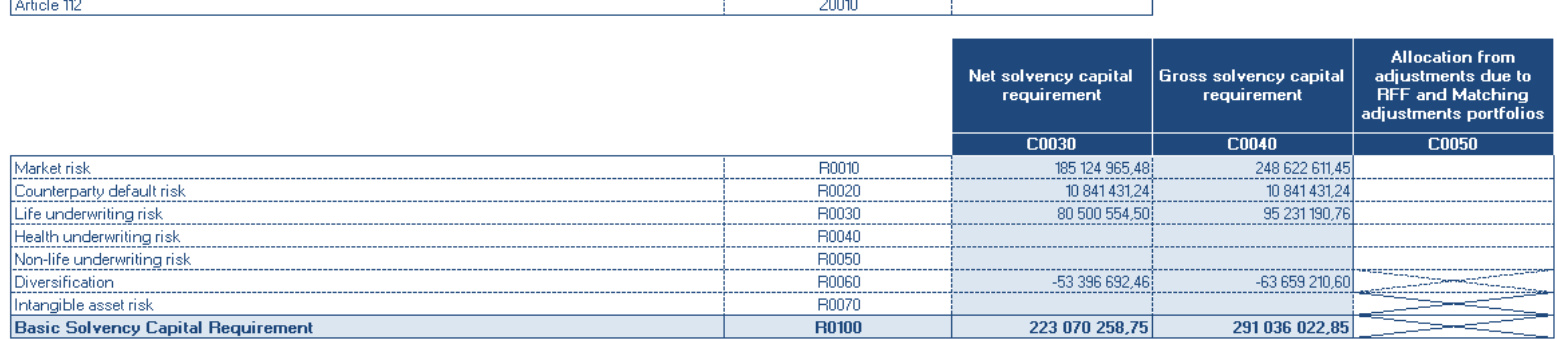 Article 112 Z0010
Net solvency capital requirement Gross solvency capital requirement Allocation from adjustments due to RFF and Matching adjustments portfolios
C0030 C0040 C0050
Market risk R0010 185 124 965,48 248 622 611,45
Counterparty default risk R0020 10 841 431,24 10 841 431,24
Life underwriting risk R0030 80 500 554,50 95 231 190,76
Health underwriting risk R0040
Non-life underwriting risk R0050
Diversification R0060 -53 396 692,46 -63 659 210,60
Intangible asset risk R0070
Basic Solvency Capital Requirement R0100 223 070 258,75 291 036 022,85